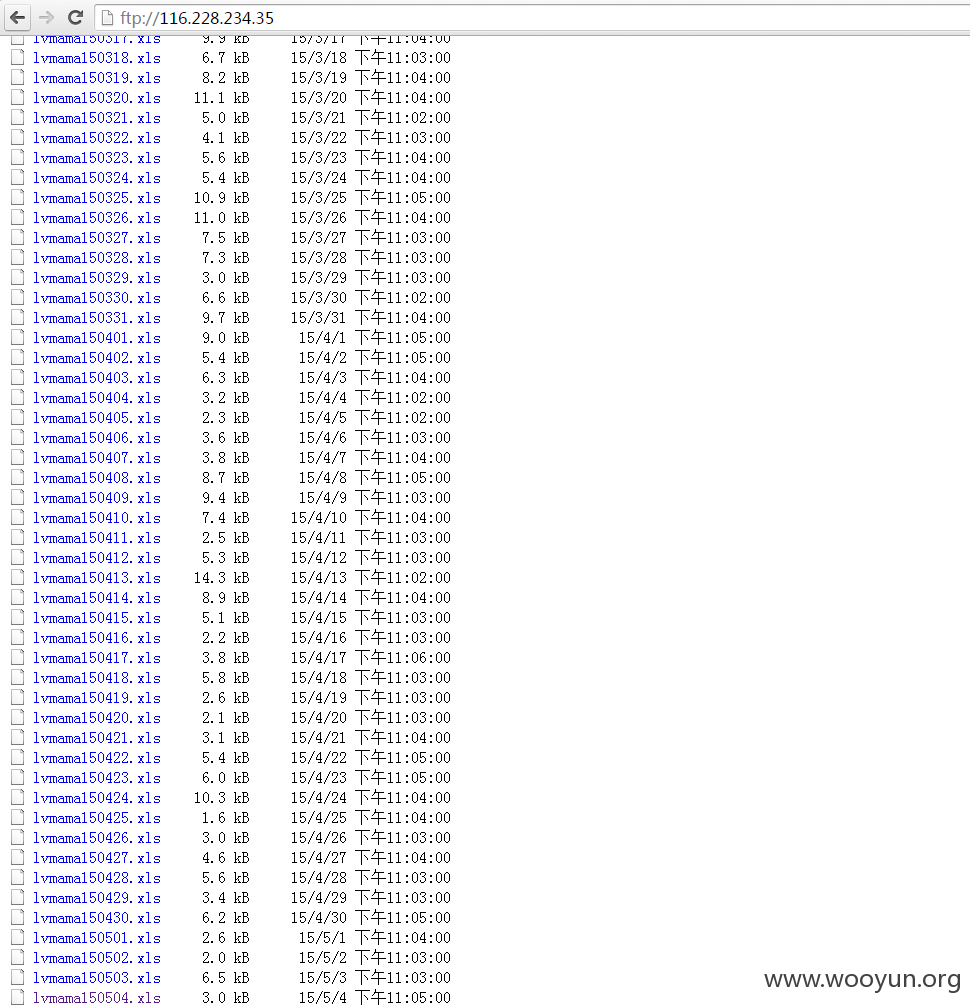 ftp://116.228.234.35
lvmama150317.xls 9.9 kB 15/3/17 下午11:04:00
lvmama150318.xls 6.7 kB 15/3/18 下午11:03:00
lvmama150319.xls 8.2 kB 15/3/19 下午11:04:00
lvmama150320.xls 11.1 kB 15/3/20 下午11:04:00
lvmama150321.xls 5.0 kB 15/3/21 下午11:02:00
lvmama150322.xls 4.1 kB 15/3/22 下午11:03:00
lvmama150323.xls 5.6 kB 15/3/23 下午11:04:00
lvmama150324.xls 5.4 kB 15/3/24 下午11:04:00
lvmama150325.xls 10.9 kB 15/3/25 下午11:05:00
lvmama150326.xls 11.0 kB 15/3/26 下午11:04:00
lvmama150327.xls 7.5 kB 15/3/27 下午11:03:00
lvmama150328.xls 7.3 kB 15/3/28 下午11:03:00
lvmama150329.xls 3.0 kB 15/3/29 下午11:03:00
lvmama150330.xls 6.6 kB 15/3/30 下午11:02:00
lvmama150331.xls 9.7 kB 15/3/31 下午11:04:00
lvmama150401.xls 9.0 kB 15/4/1 下午11:05:00
lvmama150402.xls 5.4 kB 15/4/2 下午11:05:00
lvmama150403.xls 6.3 kB 15/4/3 下午11:04:00
lvmama150404.xls 3.2 kB 15/4/4 下午11:02:00
lvmama150405.xls 2.3 kB 15/4/5 下午11:02:00
lvmama150406.xls 3.6 kB 15/4/6 下午11:03:00
lvmama150407.xls 3.8 kB 15/4/7 下午11:04:00
lvmama150408.xls 8.7 kB 15/4/8 下午11:05:00
lvmama150409.xls 9.4 kB 15/4/9 下午11:03:00
lvmama150410.xls 7.4 kB 15/4/10 下午11:04:00
lvmama150411.xls 2.5 kB 15/4/11 下午11:03:00
lvmama150412.xls 5.3 kB 15/4/12 下午11:03:00
lvmama150413.xls 14.3 kB 15/4/13 下午11:02:00
lvmama150414.xls 8.9 kB 15/4/14 下午11:04:00
lvmama150415.xls 5.1 kB 15/4/15 下午11:03:00
lvmama150416.xls 2.2 kB 15/4/16 下午11:03:00
lvmama150417.xls 3.8 kB 15/4/17 下午11:06:00
lvmama150418.xls 5.8 kB 15/4/18 下午11:03:00
lvmama150419.xls 2.6 kB 15/4/19 下午11:03:00
lvmama150420.xls 2.1 kB 15/4/20 下午11:03:00
lvmama150421.xls 3.1 kB 15/4/21 下午11:04:00
lvmama150422.xls 5.4 kB 15/4/22 下午11:05:00
lvmama150423.xls 6.0 kB 15/4/23 下午11:05:00
lvmama150424.xls 10.3 kB 15/4/24 下午11:04:00
lvmama150425.xls 1.6 kB 15/4/25 下午11:04:00
lvmama150426.xls 3.0 kB 15/4/26 下午11:03:00
lvmama150427.xls 4.6 kB 15/4/27 下午11:04:00
lvmama150428.xls 5.6 kB 15/4/28 下午11:03:00
lvmama150429.xls 3.4 kB 15/4/29 下午11:03:00
lvmama150430.xls 6.2 kB 15/4/30 下午11:05:00
lvmama150501.xls 2.6 kB 15/5/1 下午11:04:00
lvmama150502.xls 2.0 kB 15/5/2 下午11:03:00
lvmama150503.xls 6.5 kB 15/5/3 下午11:03:00
lvmama150504.xls 3.0 kB 15/5/4 下午11:05:00
www.wooyun.org